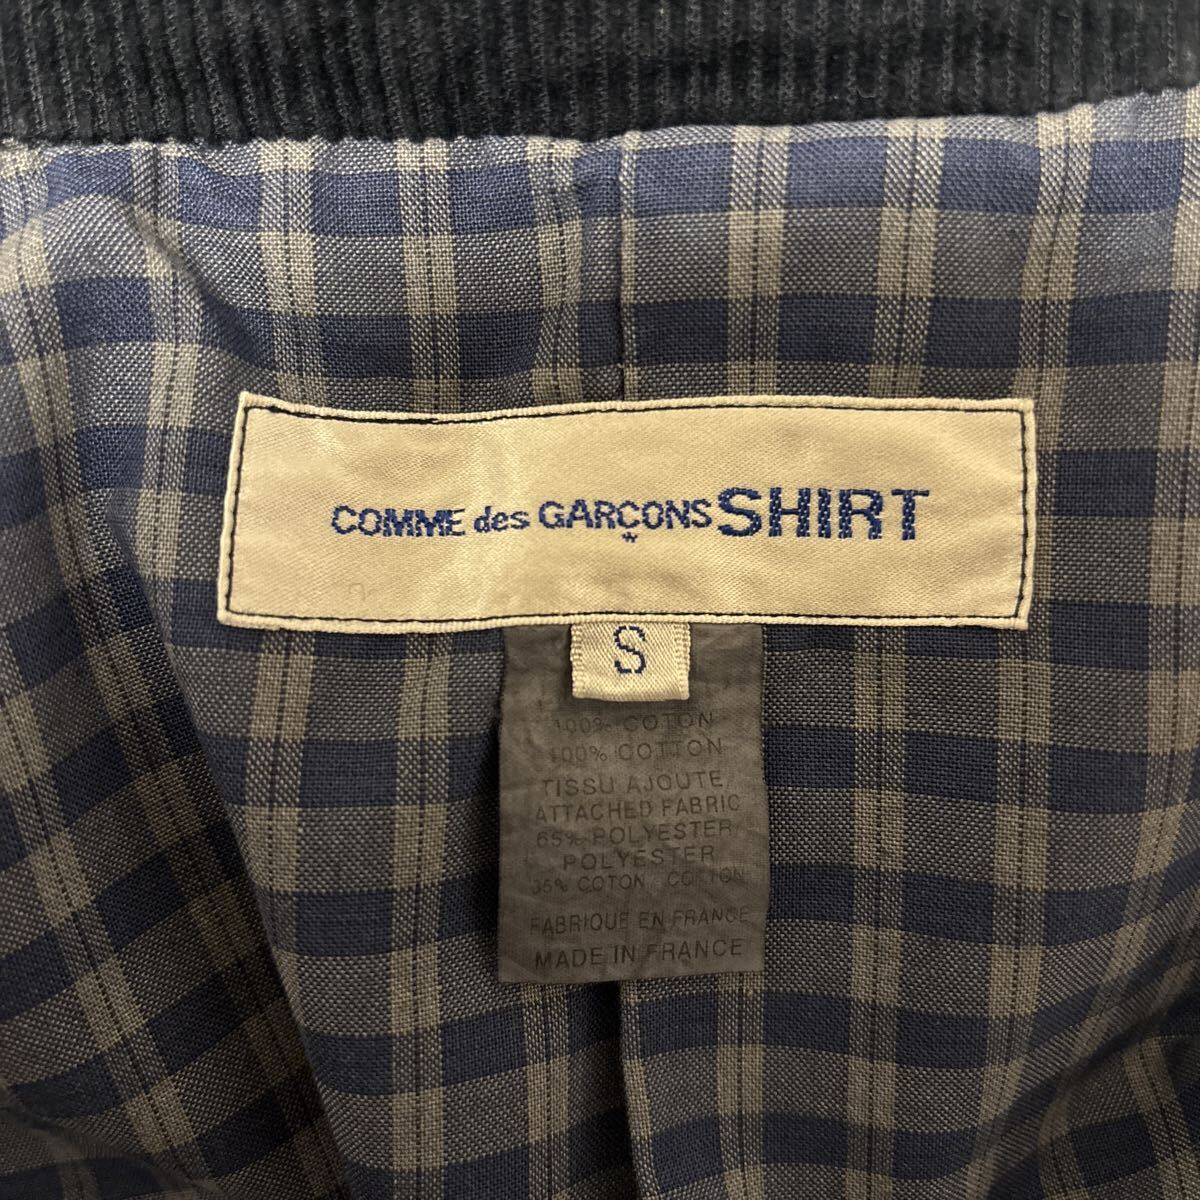 COMME des GARÇONS SHIRT
*
S
100% COTON
100% COTTON
TISSU AJOUTE
ATTACHED FABRIC
65% POLYESTER
POLYESTER
35% COTON COTTON
FABRIQUE EN FRANCE
MADE IN FRANCE